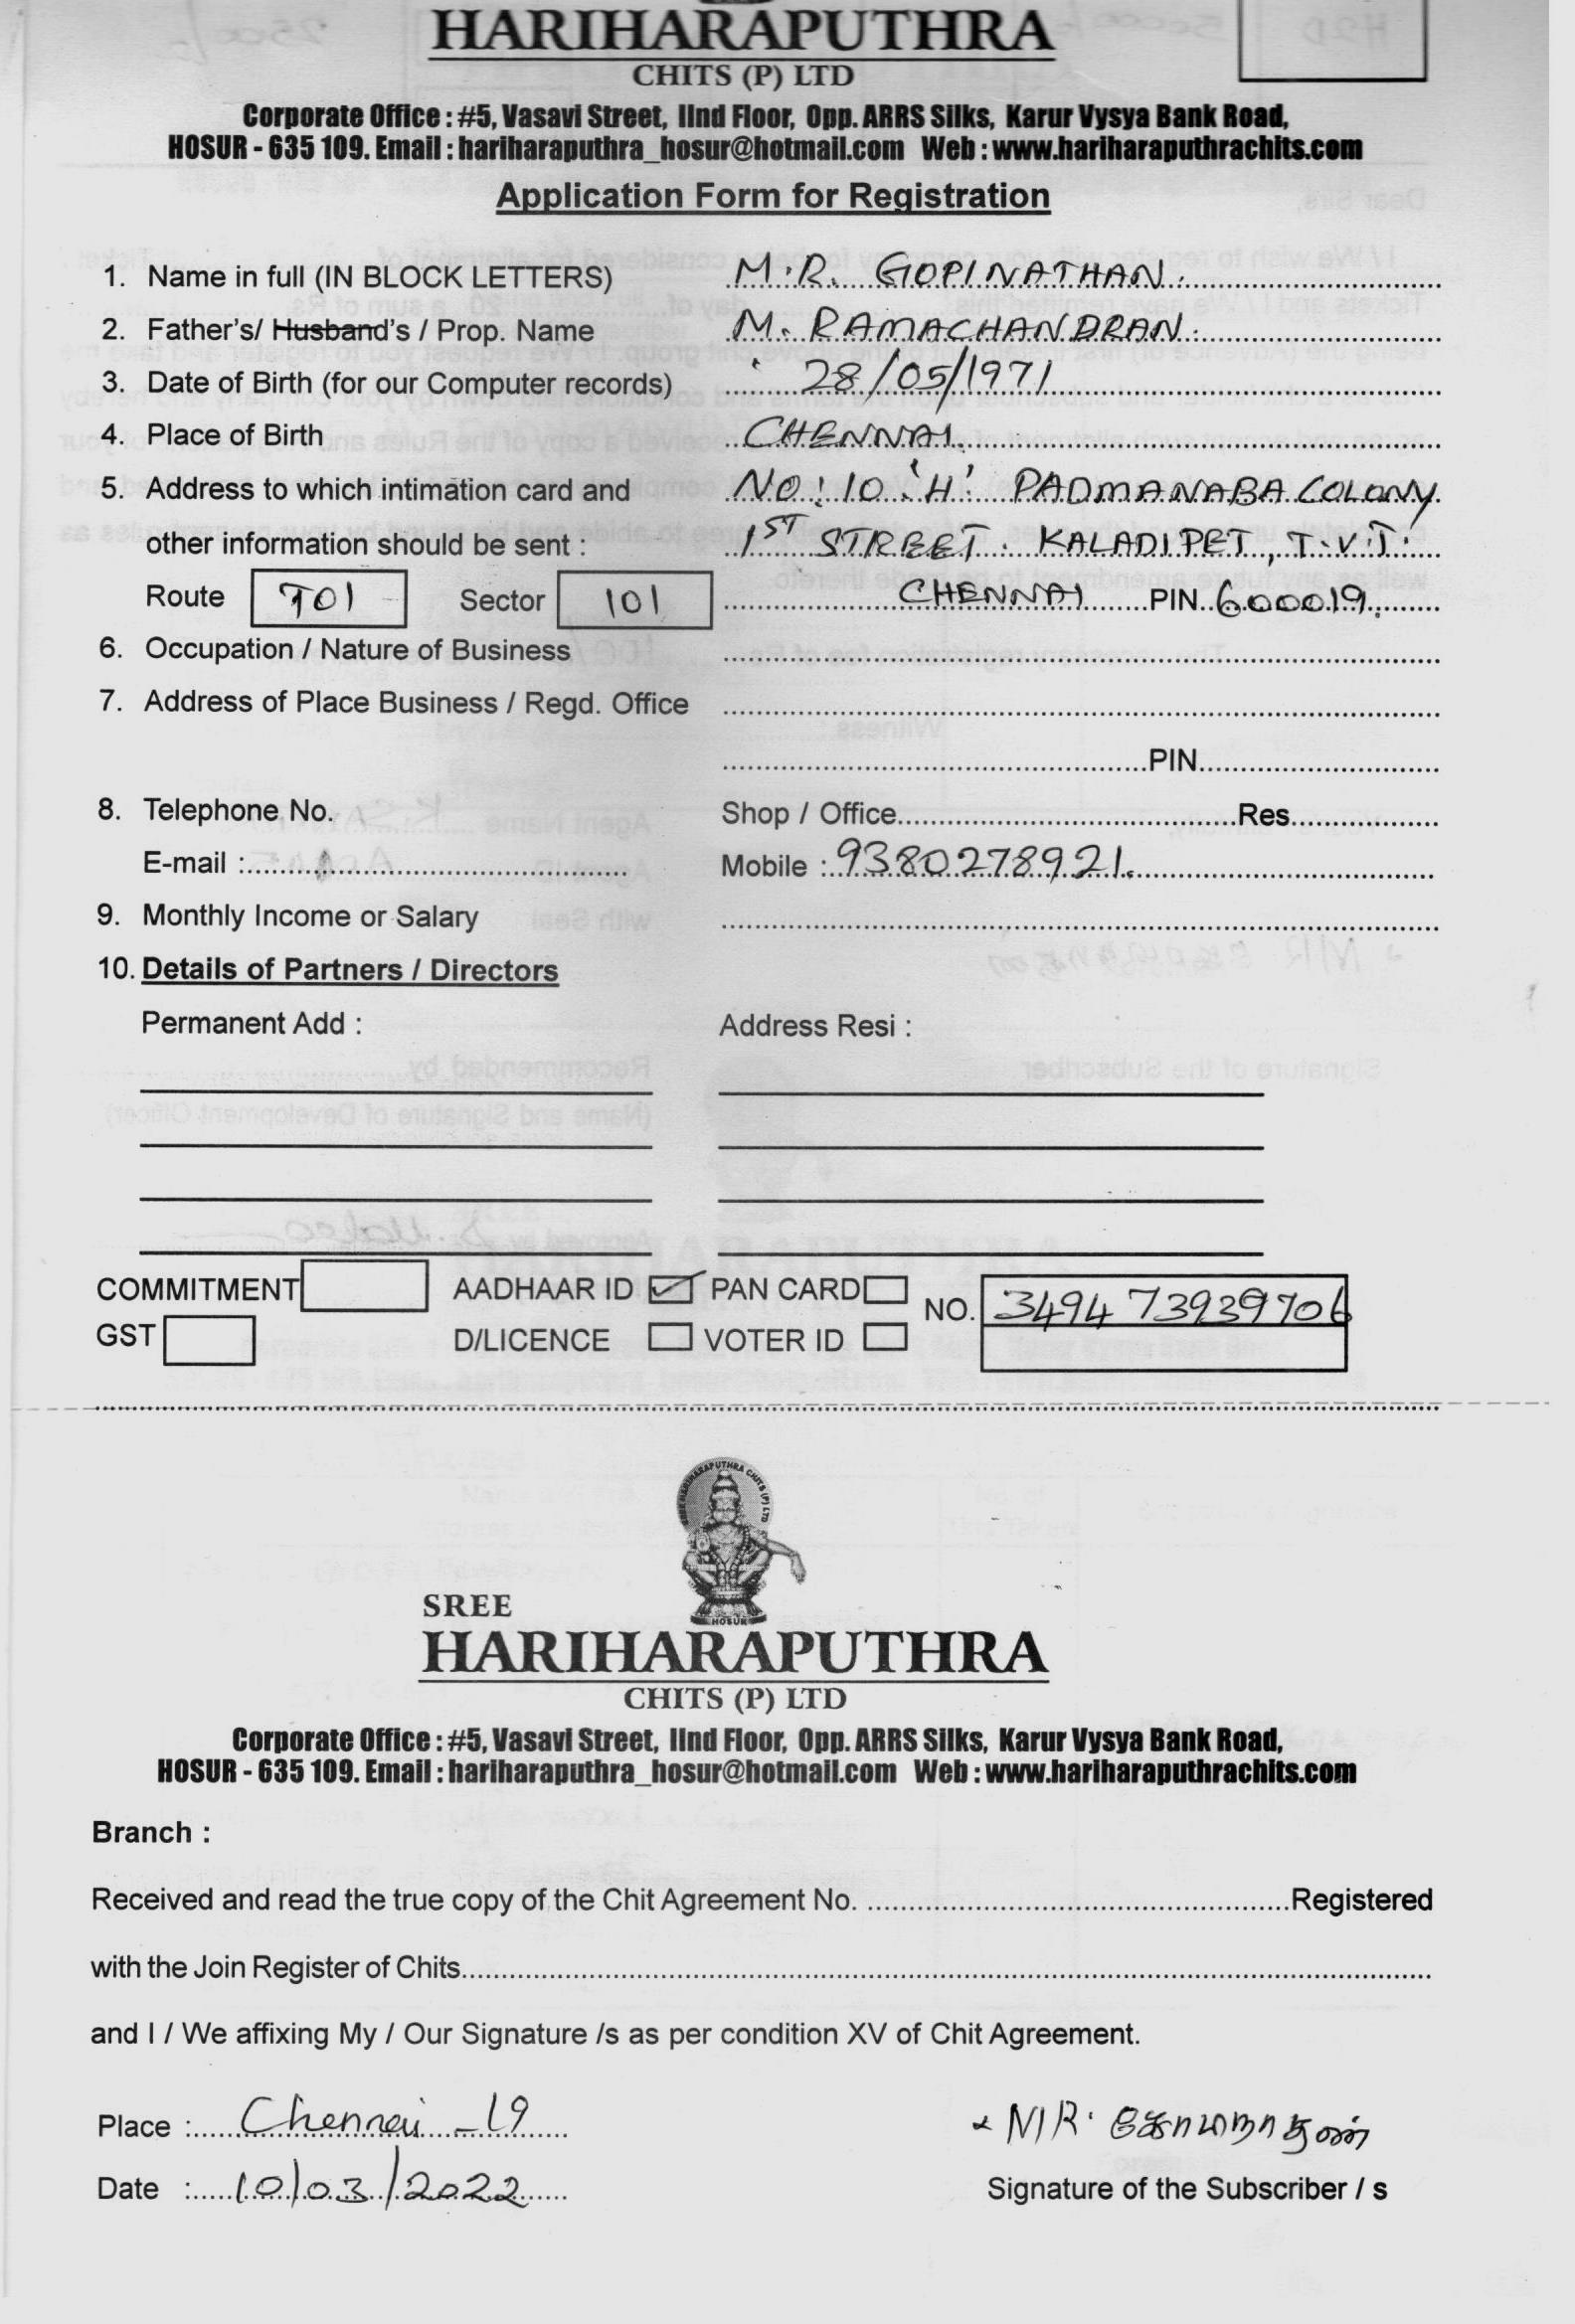 HARIHARAPUTHRA
CHITS (P) LTD
Corporate Office : #5, Vasavi Street, IInd Floor, Opp. ARRS Silks, Karur Vysya Bank Road,
HOSUR - 635 109. Email : hariharaputhra_hosur@hotmail.com Web : www.hariharaputhrachits.com
Application Form for Registration
1. Name in full (IN BLOCK LETTERS) M.R. GOPINATHAN.
2. Father's/ Husband's / Prop. Name M. RAMACHANDRAN.
3. Date of Birth (for our Computer records) 28/05/1971
4. Place of Birth CHENNAI.
5. Address to which intimation card and NO: 10 'H' PADMANABA COLONY
other information should be sent : 1ST STREET. KALADIPET, T.V.T.
Route T01 Sector 101 CHENNAI PIN 600019.
6. Occupation / Nature of Business
7. Address of Place Business / Regd. Office
PIN
8. Telephone No. Shop / Office Res
E-mail : Mobile : 9380278921.
9. Monthly Income or Salary
10. Details of Partners / Directors
Permanent Add : Address Resi :
COMMITMENT AADHAAR ID PAN CARD NO. 3494 73939706
GST D/LICENCE VOTER ID
SREE HARIHARAPUTHRA CHITS (P) LTD
HOSUR
SREE
HARIHARAPUTHRA
CHITS (P) LTD
Corporate Office : #5, Vasavi Street, IInd Floor, Opp. ARRS Silks, Karur Vysya Bank Road,
HOSUR - 635 109. Email : hariharaputhra_hosur@hotmail.com Web : www.hariharaputhrachits.com
Branch :
Received and read the true copy of the Chit Agreement No. Registered
with the Join Register of Chits
and I / We affixing My / Our Signature /s as per condition XV of Chit Agreement.
Place : Chennai - 19 M.R. கோபிநாதன்
Date : 10/03/2022 Signature of the Subscriber / s